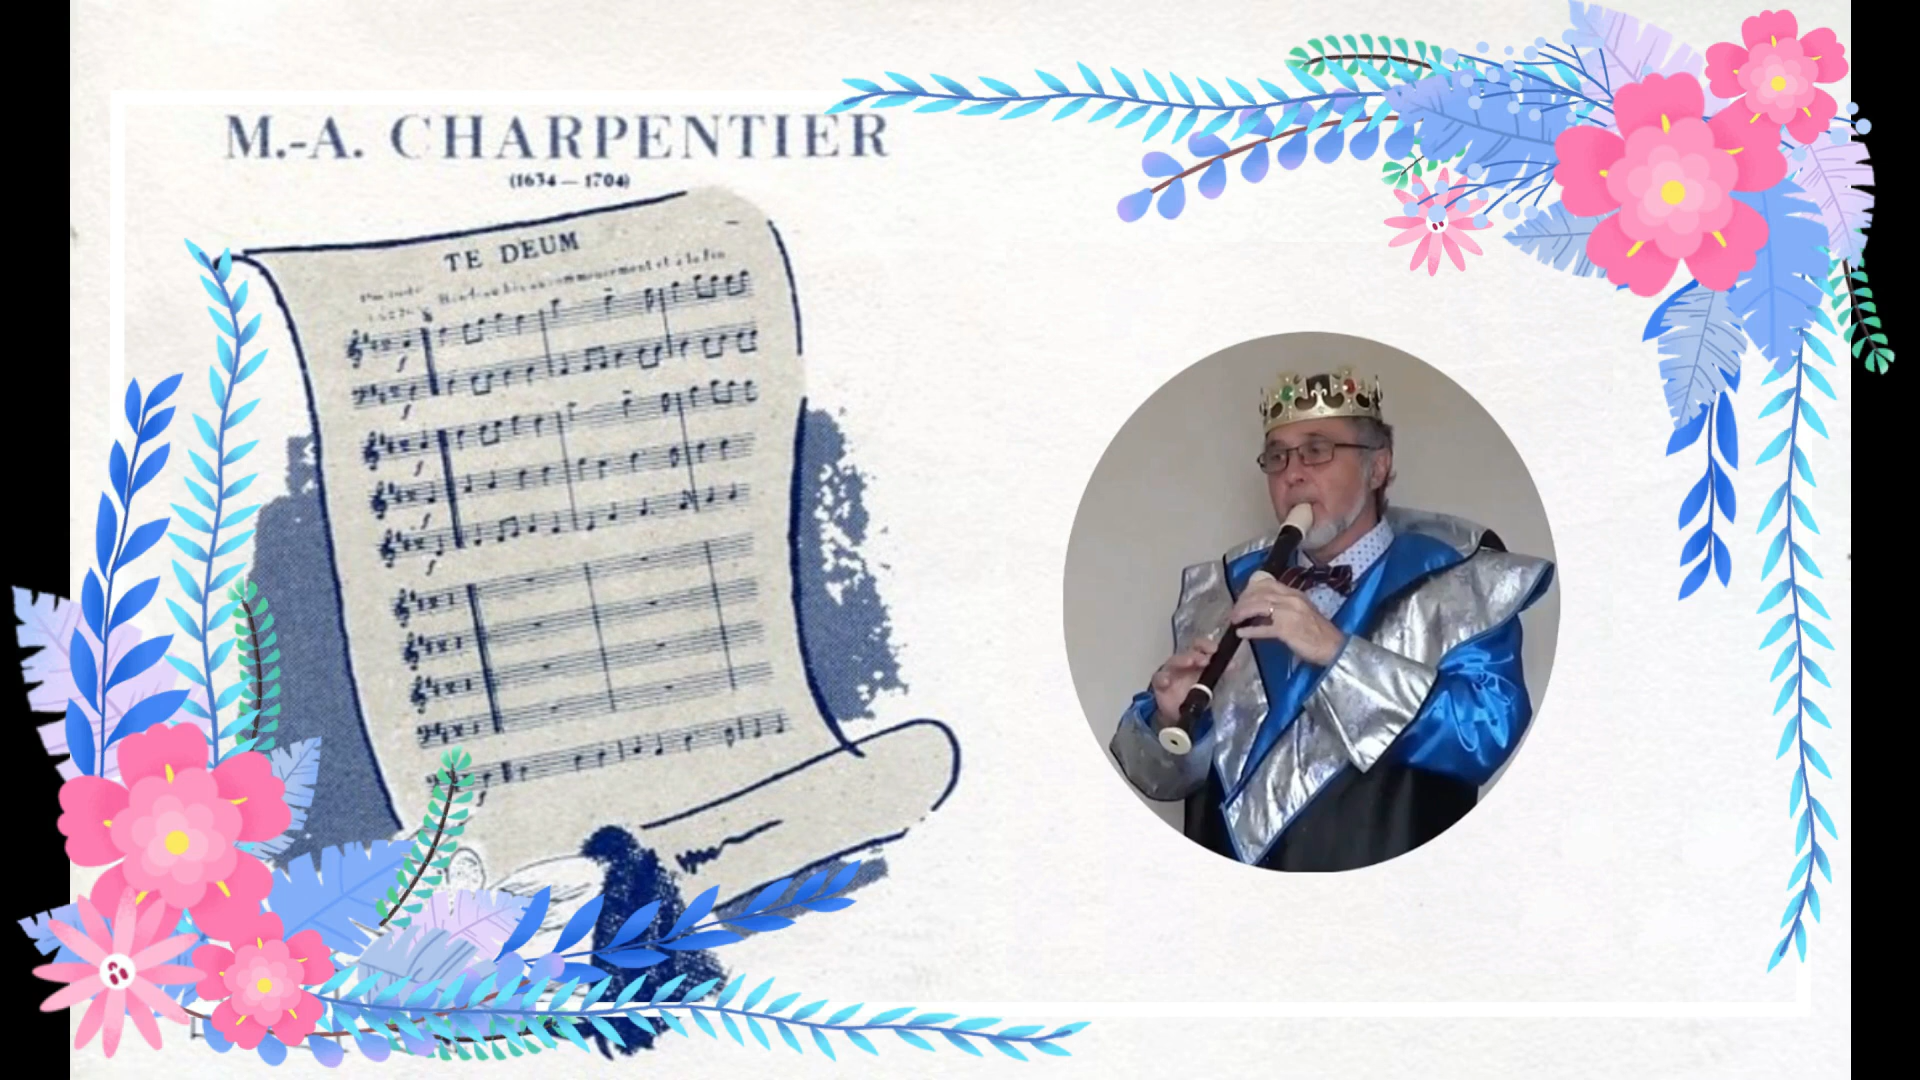 M.-A. CHARPENTIER
(1634 — 1704)
TE DEUM